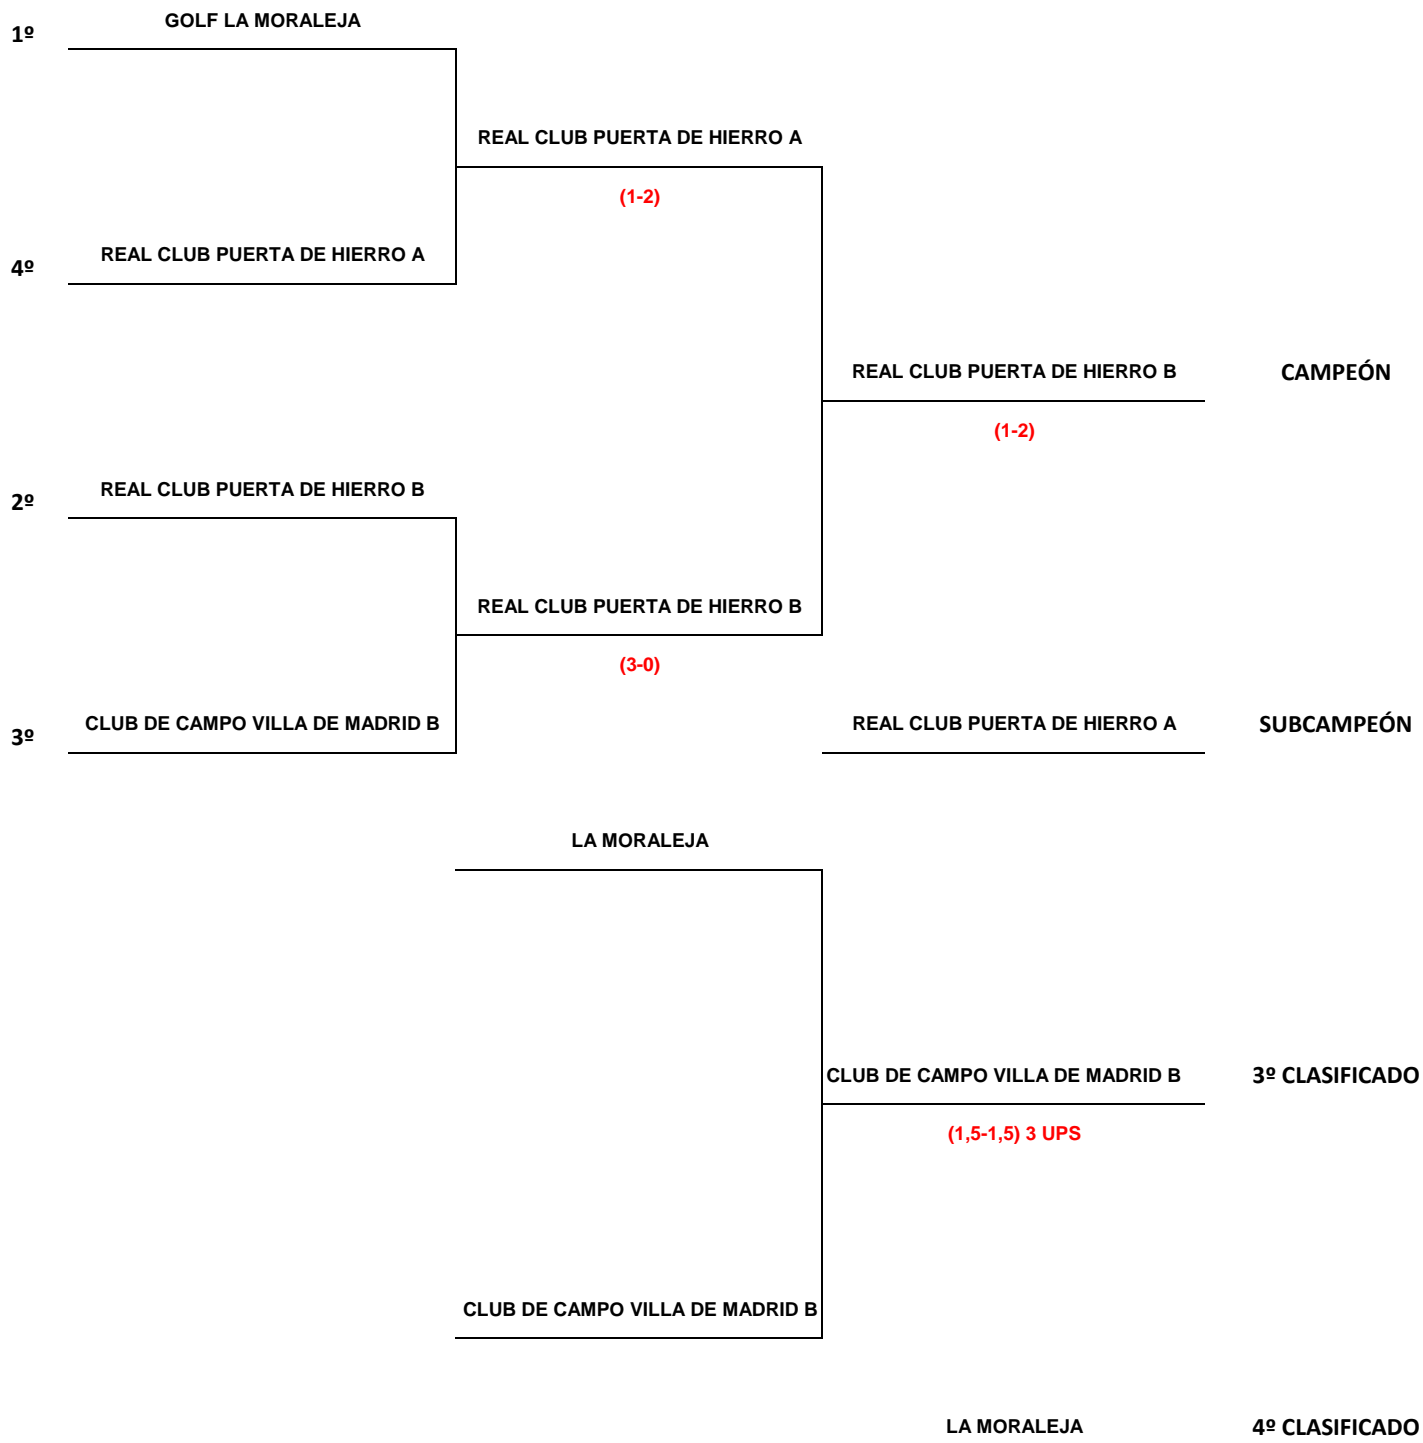 GOLF LA MORALEJA
1º
REAL CLUB PUERTA DE HIERRO A
(1-2)
REAL CLUB PUERTA DE HIERRO A
4º
REAL CLUB PUERTA DE HIERRO B CAMPEÓN
(1-2)
REAL CLUB PUERTA DE HIERRO B
2º
REAL CLUB PUERTA DE HIERRO B
(3-0)
3º CLUB DE CAMPO VILLA DE MADRID B REAL CLUB PUERTA DE HIERRO A SUBCAMPEÓN
LA MORALEJA
CLUB DE CAMPO VILLA DE MADRID B 3º CLASIFICADO
(1,5-1,5) 3 UPS
CLUB DE CAMPO VILLA DE MADRID B
LA MORALEJA 4º CLASIFICADO